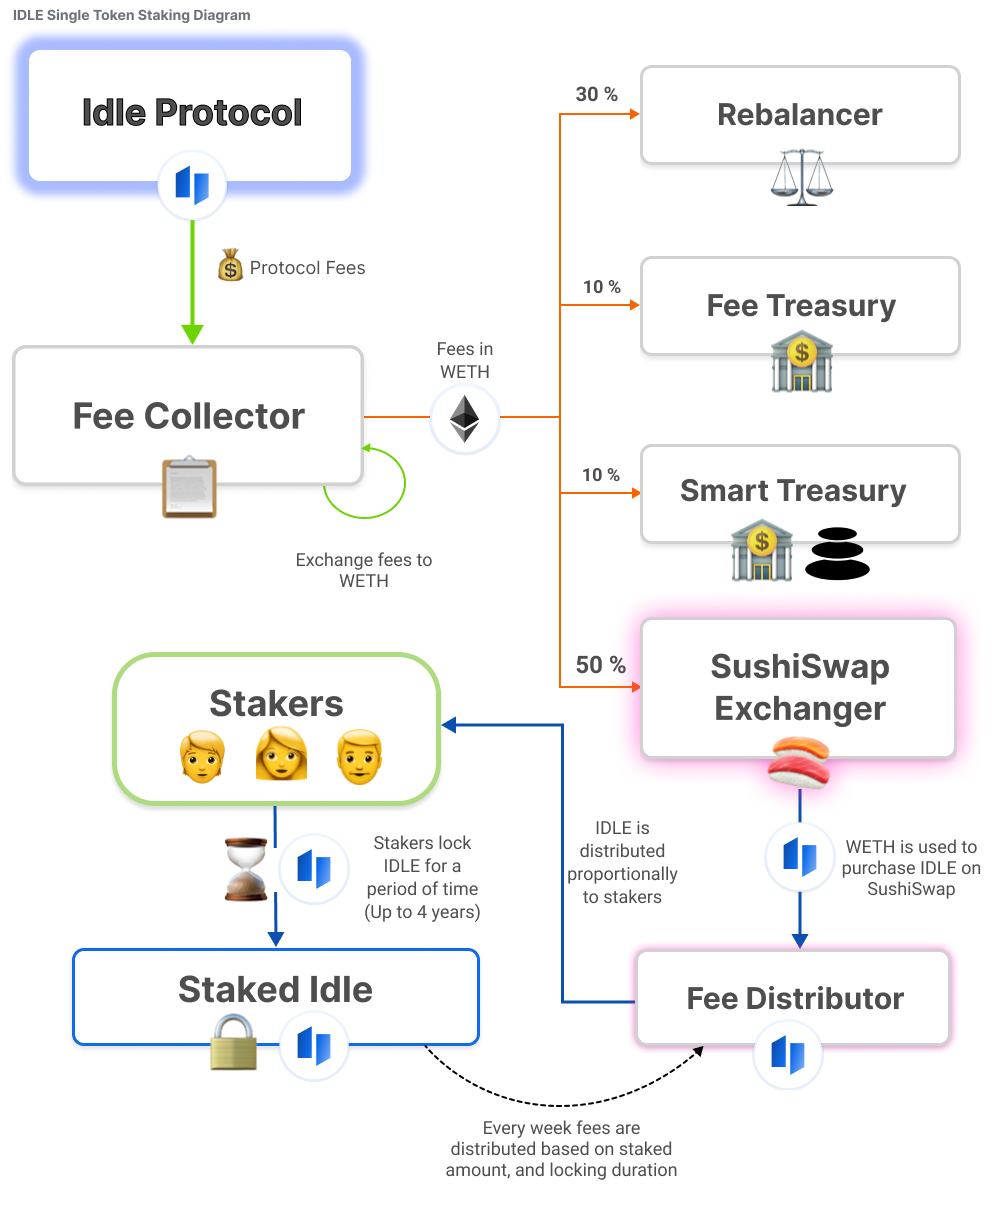 IDLE Single Token Staking Diagram
Idle Protocol
Protocol Fees
Fee Collector
Exchange fees to
WETH
Fees in
WETH
30 %
Rebalancer
10 %
Fee Treasury
10 %
Smart Treasury
50 %
SushiSwap
Exchanger
WETH is used to
purchase IDLE on
SushiSwap
Fee Distributor
IDLE is
distributed
proportionally
to stakers
Stakers
Stakers lock
IDLE for a
period of time
(Up to 4 years)
Staked Idle
Every week fees are
distributed based on staked
amount, and locking duration